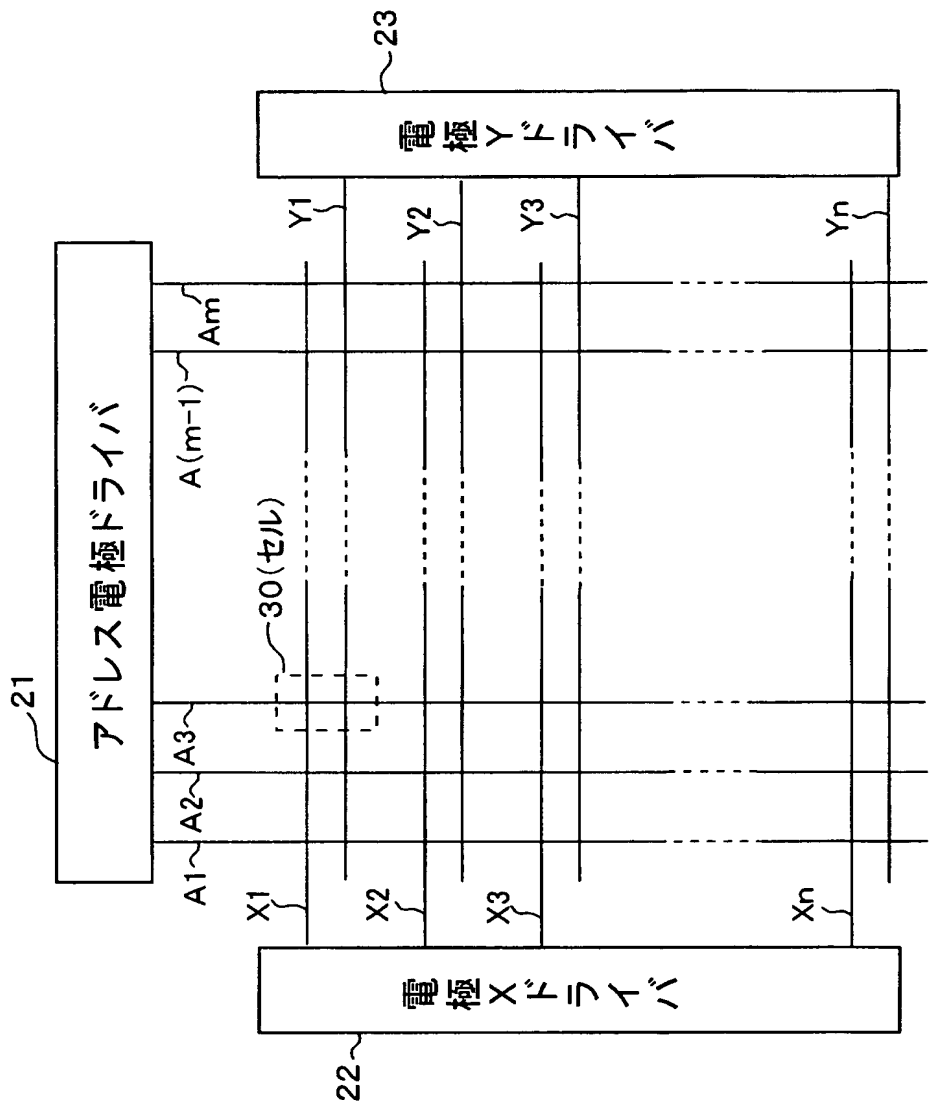 21
アドレス電極ドライバ
A1
A2
A3
A(m-1)
Am
30(セル)
22
電極Xドライバ
X1
X2
X3
Xn
23
電極Yドライバ
Y1
Y2
Y3
Yn